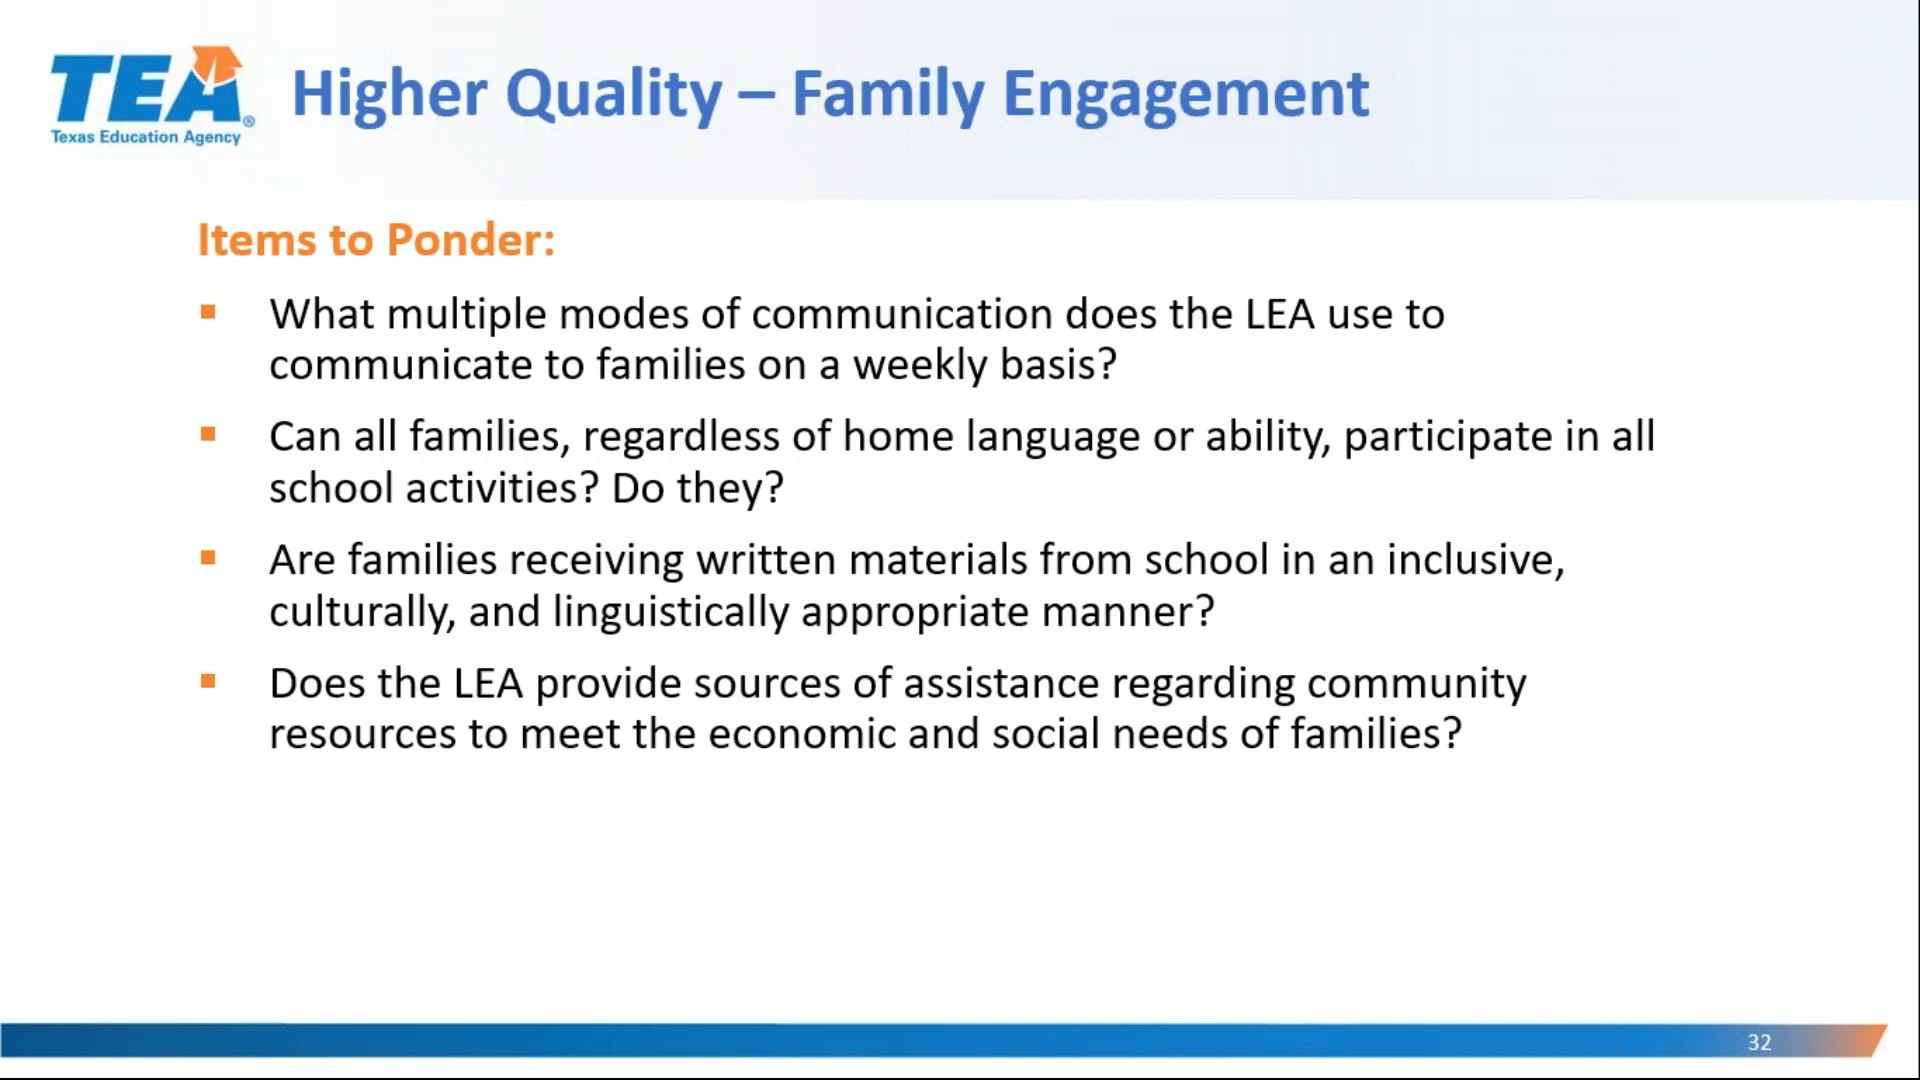 TEA®
Texas Education Agency
Higher Quality – Family Engagement
Items to Ponder:
▪ What multiple modes of communication does the LEA use to
communicate to families on a weekly basis?
▪ Can all families, regardless of home language or ability, participate in all
school activities? Do they?
▪ Are families receiving written materials from school in an inclusive,
culturally, and linguistically appropriate manner?
▪ Does the LEA provide sources of assistance regarding community
resources to meet the economic and social needs of families?
32